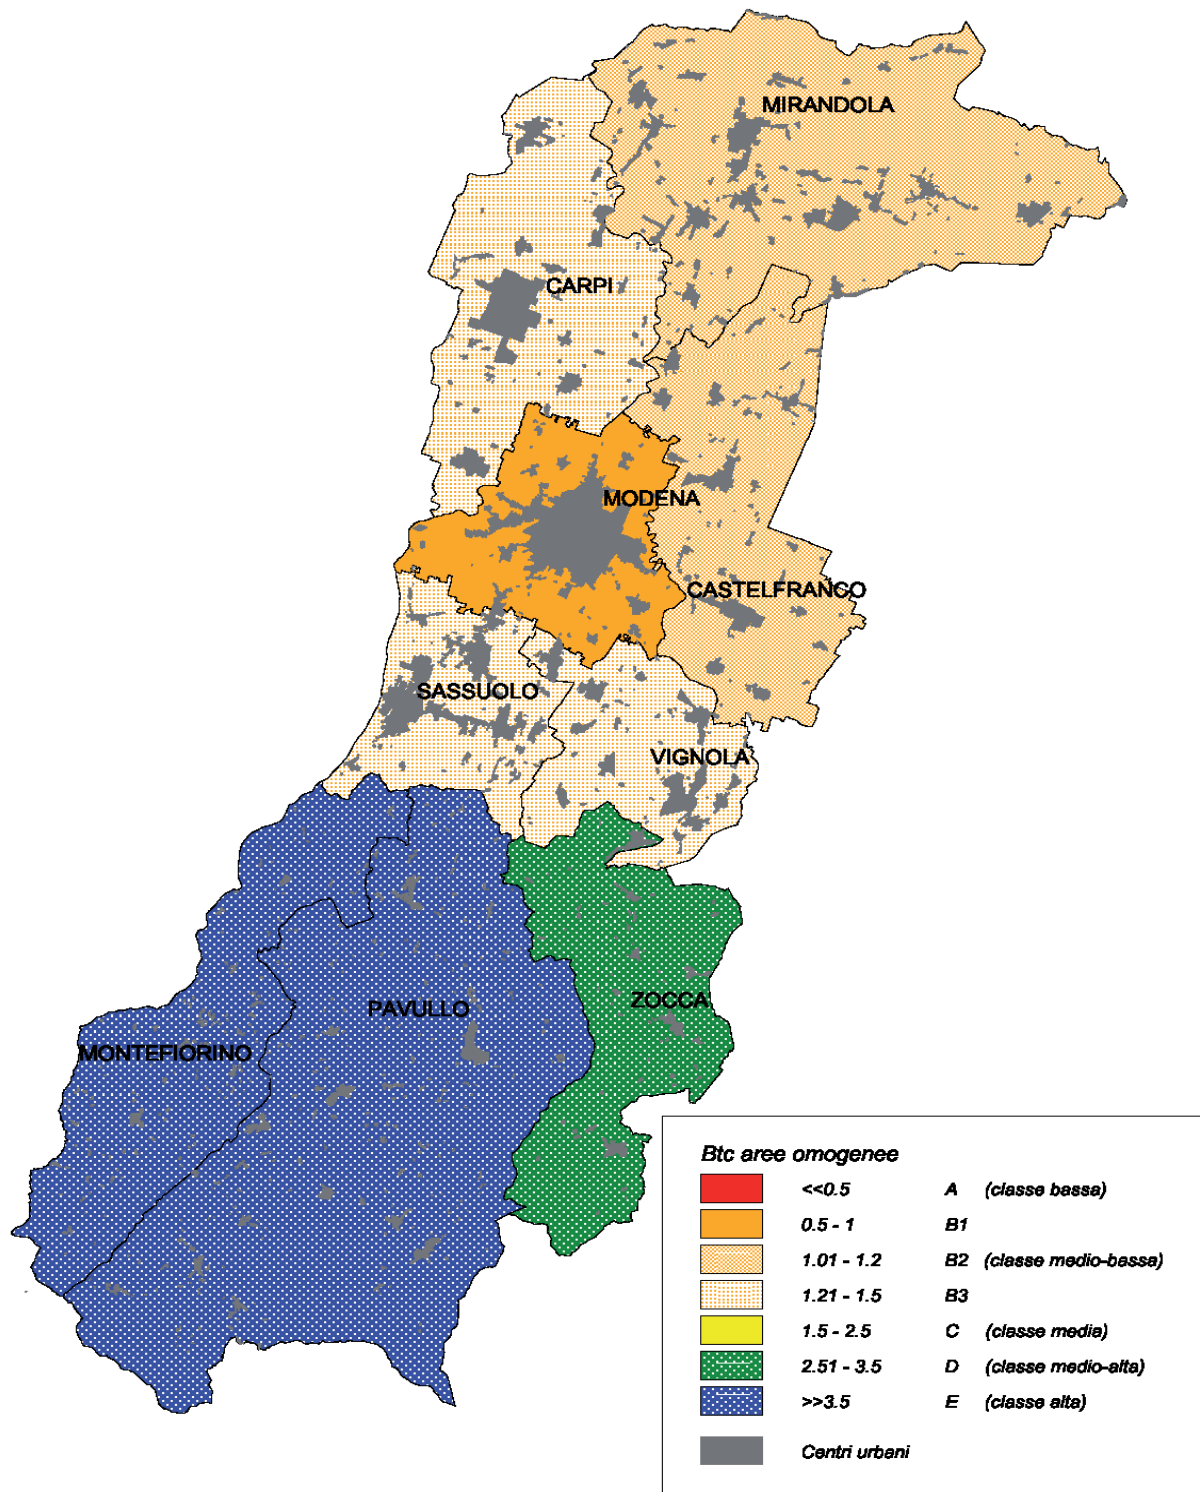 MIRANDOLA
CARPI
MODENA
CASTELFRANCO
SASSUOLO
VIGNOLA
ZOCCA
PAVULLO
MONTEFIORINO
Btc aree omogenee
<<0.5 A (classe bassa)
0.5 - 1 B1
1.01 - 1.2 B2 (classe medio-bassa)
1.21 - 1.5 B3
1.5 - 2.5 C (classe media)
2.51 - 3.5 D (classe medio-alta)
>>3.5 E (classe alta)
Centri urbani